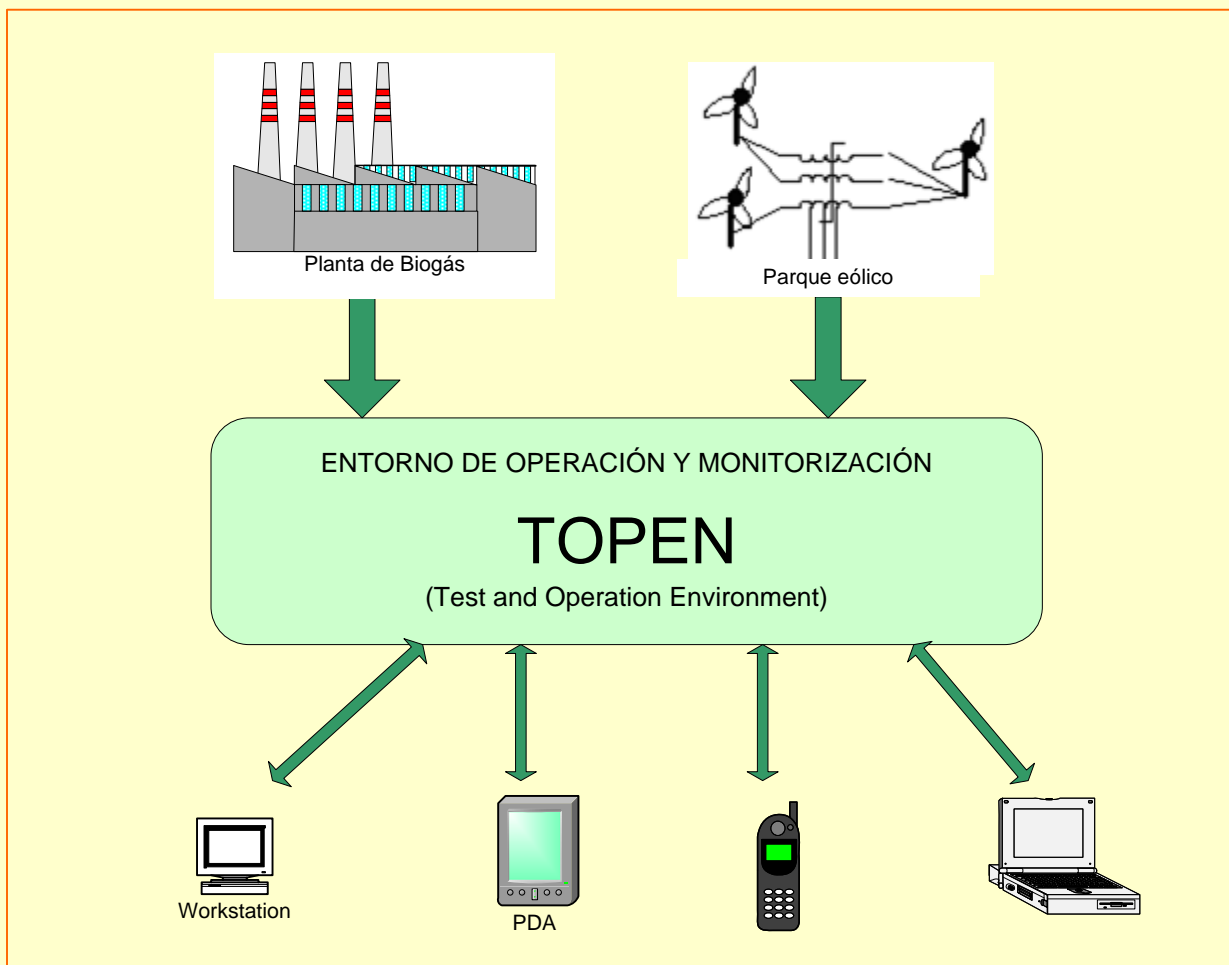 Planta de Biogás
Parque eólico
ENTORNO DE OPERACIÓN Y MONITORIZACIÓN
TOPEN
(Test and Operation Environment)
Workstation
PDA